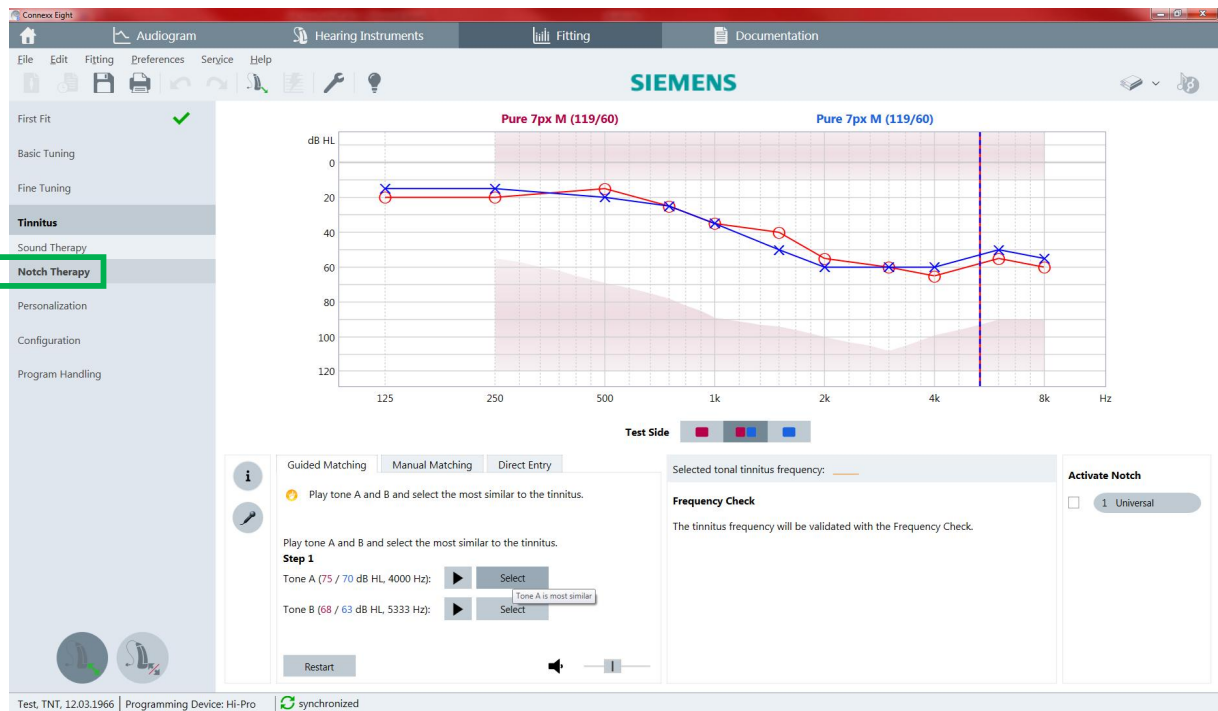 Connexx Eight
Audiogram
Hearing Instruments
Fitting
Documentation
File Edit Fitting Preferences Service Help
SIEMENS
First Fit
Basic Tuning
Fine Tuning
Tinnitus
Sound Therapy
Notch Therapy
Personalization
Configuration
Program Handling
Pure 7px M (119/60) Pure 7px M (119/60)
dB HL
0
20
40
60
80
100
120
125 250 500 1k 2k 4k 8k Hz
Test Side
Guided Matching Manual Matching Direct Entry
Play tone A and B and select the most similar to the tinnitus.
Play tone A and B and select the most similar to the tinnitus.
Step 1
Tone A (75 / 70 dB HL, 4000 Hz): Select
Tone A is most similar
Tone B (68 / 63 dB HL, 5333 Hz): Select
Restart
Selected tonal tinnitus frequency:
Frequency Check
The tinnitus frequency will be validated with the Frequency Check.
Activate Notch
1 Universal
Test, TNT, 12.03.1966 Programming Device: Hi-Pro synchronized